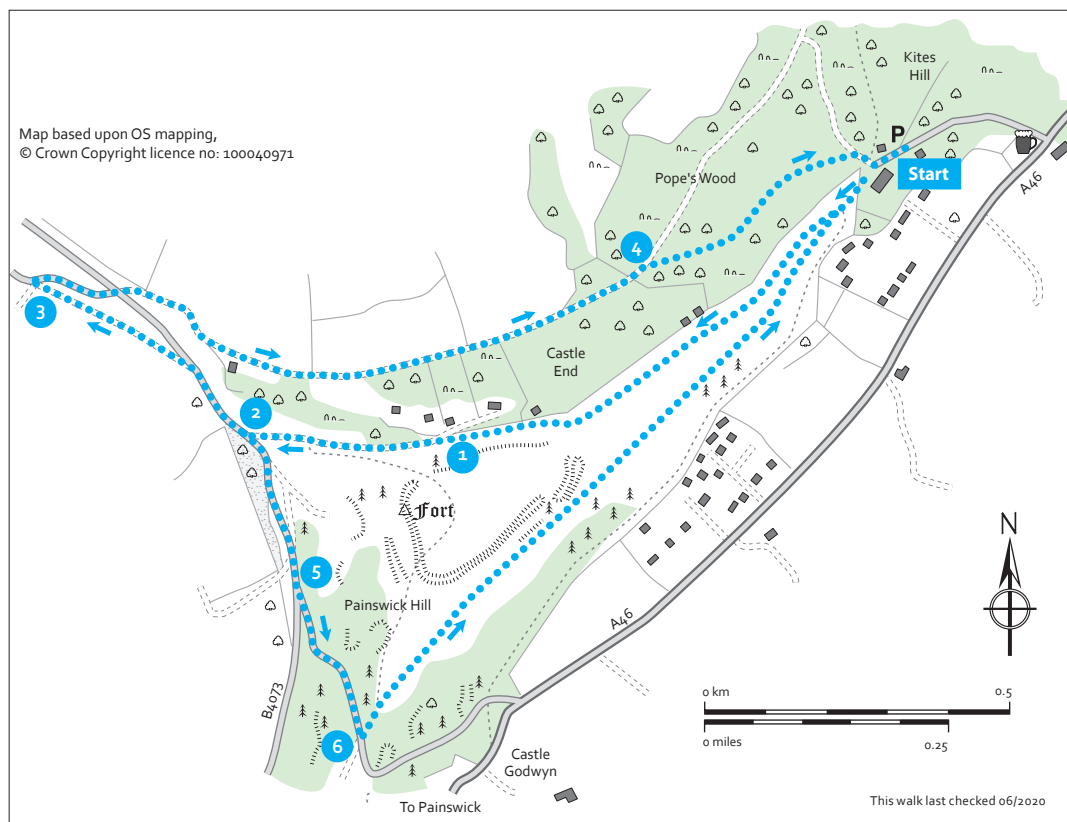 Kites
Hill
Map based upon OS mapping,
© Crown Copyright licence no: 100040971
P
Start
A46
Pope's Wood
4
3
Castle
End
2
1
Fort
N
5
Painswick Hill
A46
B4073
0 km
0.5
0 miles
0.25
6
Castle
Godwyn
To Painswick
This walk last checked 06/2020